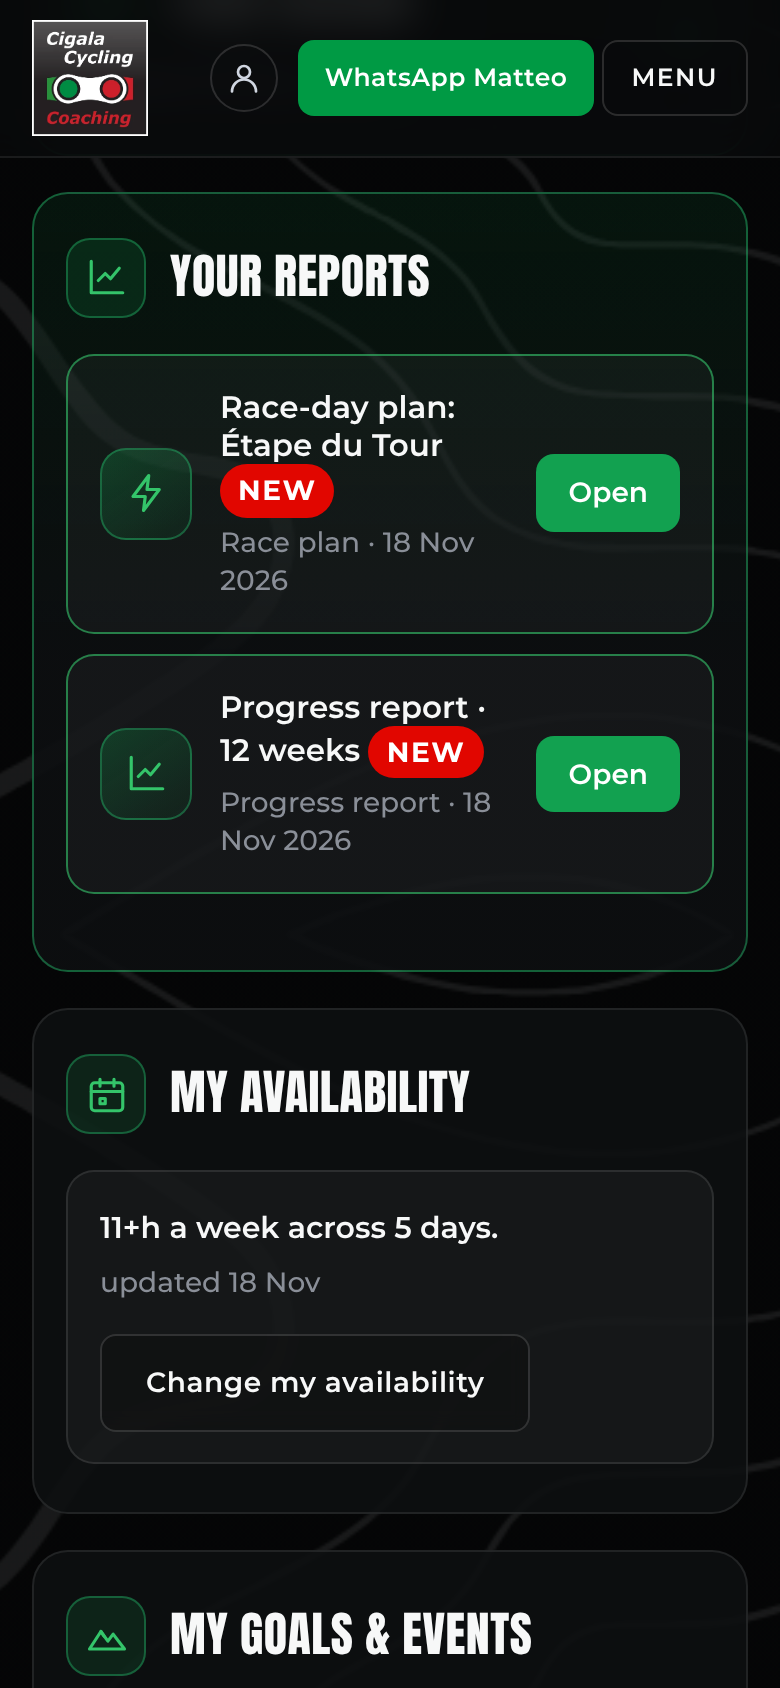 Cigala
Cycling
Coaching
WhatsApp Matteo
MENU
YOUR REPORTS
Race-day plan:
Étape du Tour
NEW
Race plan · 18 Nov
2026
Open
Progress report ·
12 weeks NEW
Progress report · 18
Nov 2026
Open
MY AVAILABILITY
11+h a week across 5 days.
updated 18 Nov
Change my availability
MY GOALS & EVENTS